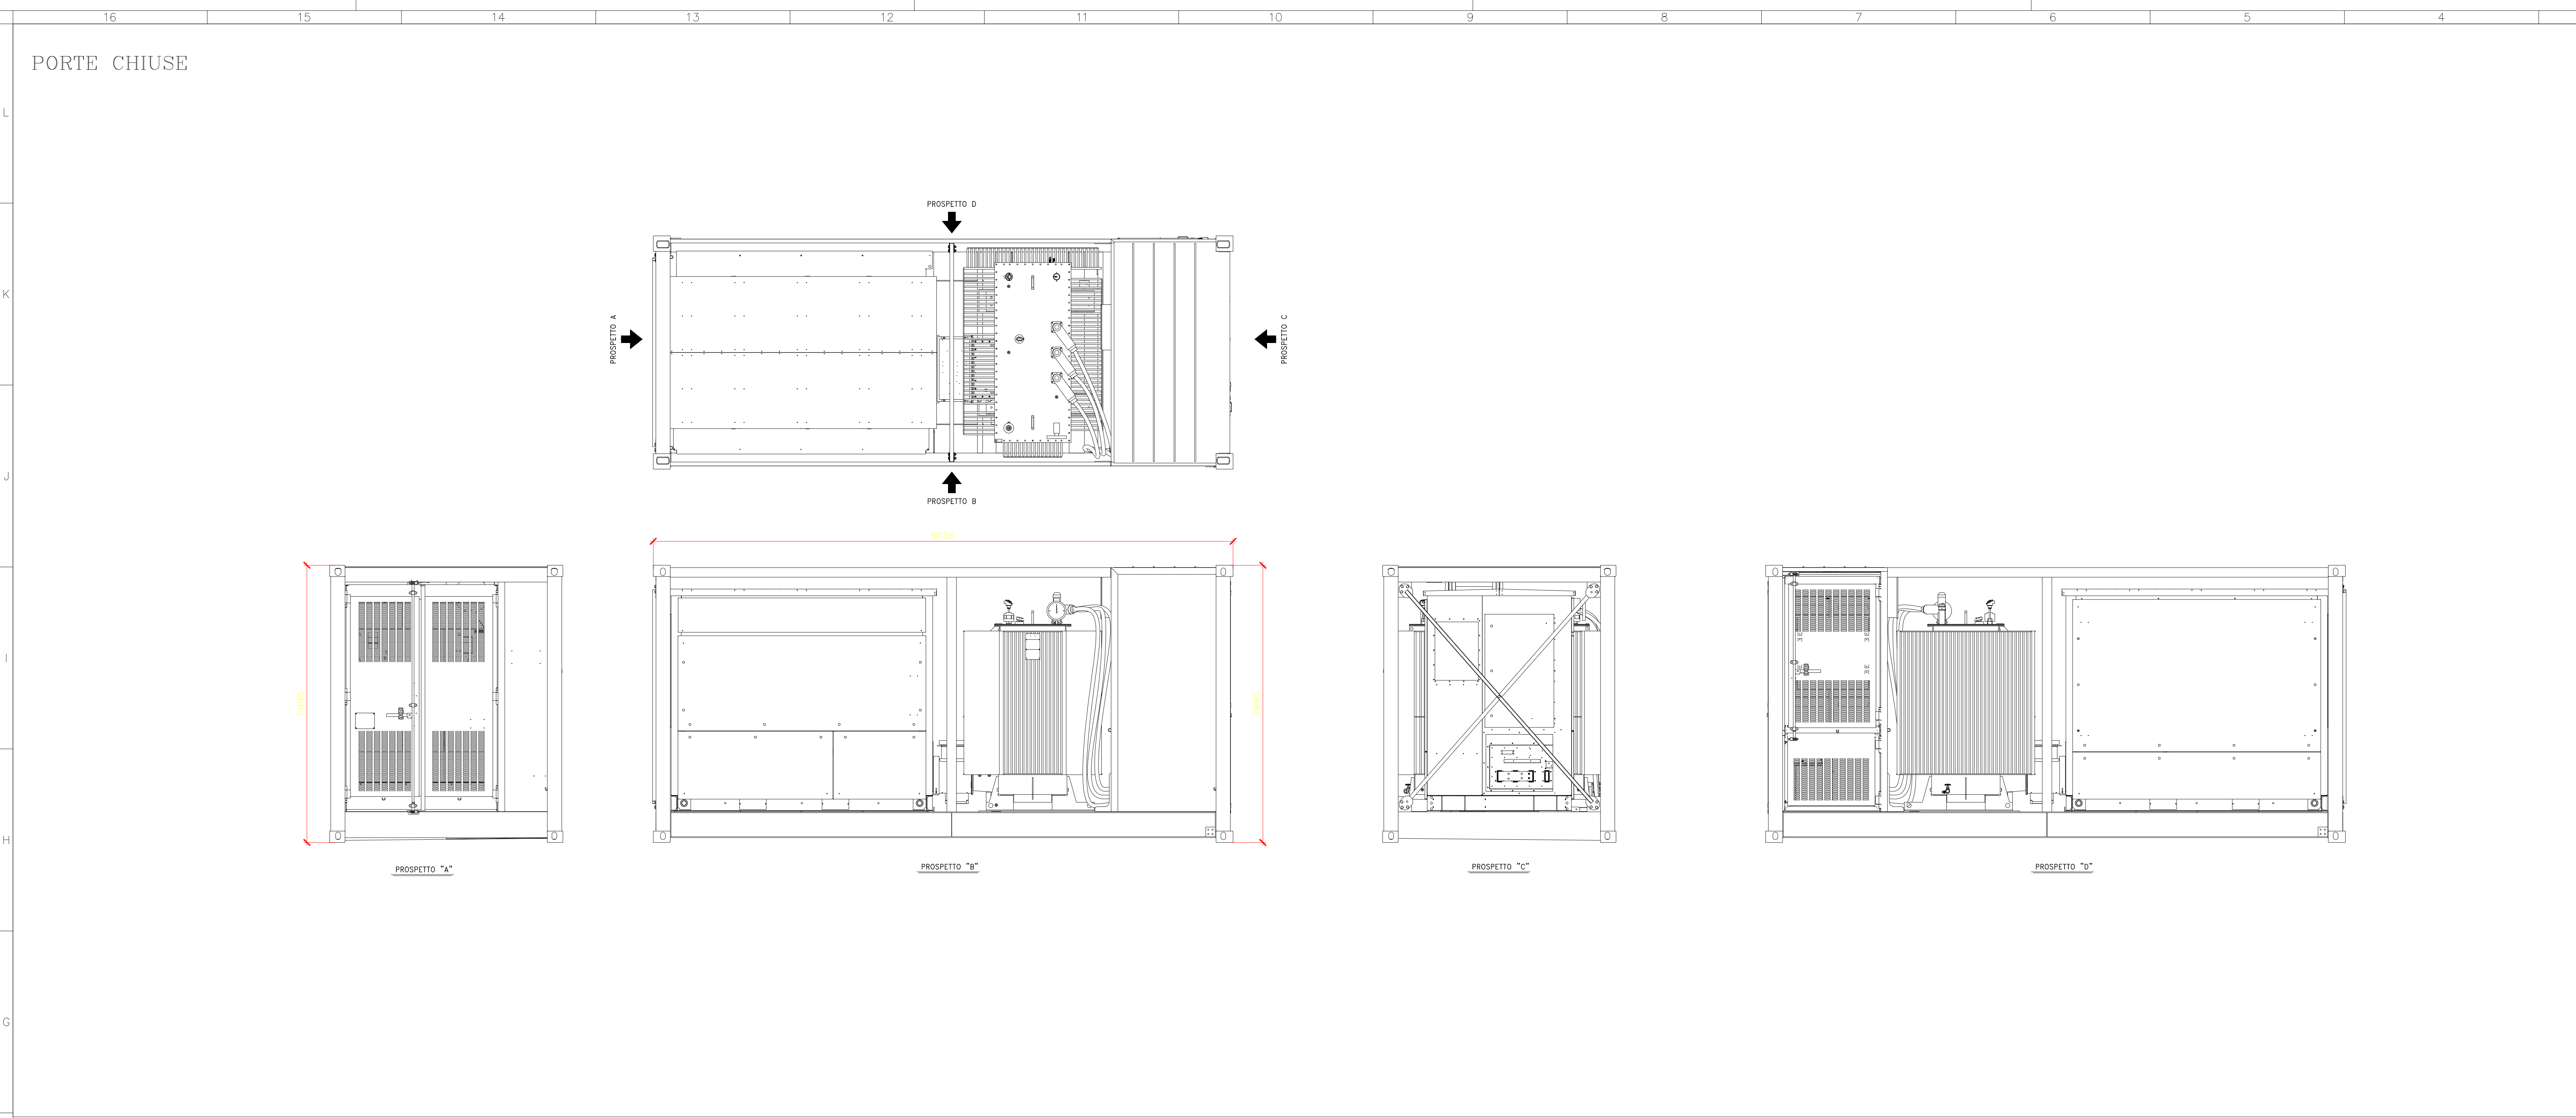 16 15 14 13 12 11 10 9 8 7 6 5 4
PORTE CHIUSE
L
K
J
I
H
G
PROSPETTO D
PROSPETTO A
PROSPETTO C
PROSPETTO B
PROSPETTO "A"
PROSPETTO "B"
PROSPETTO "C"
PROSPETTO "D"